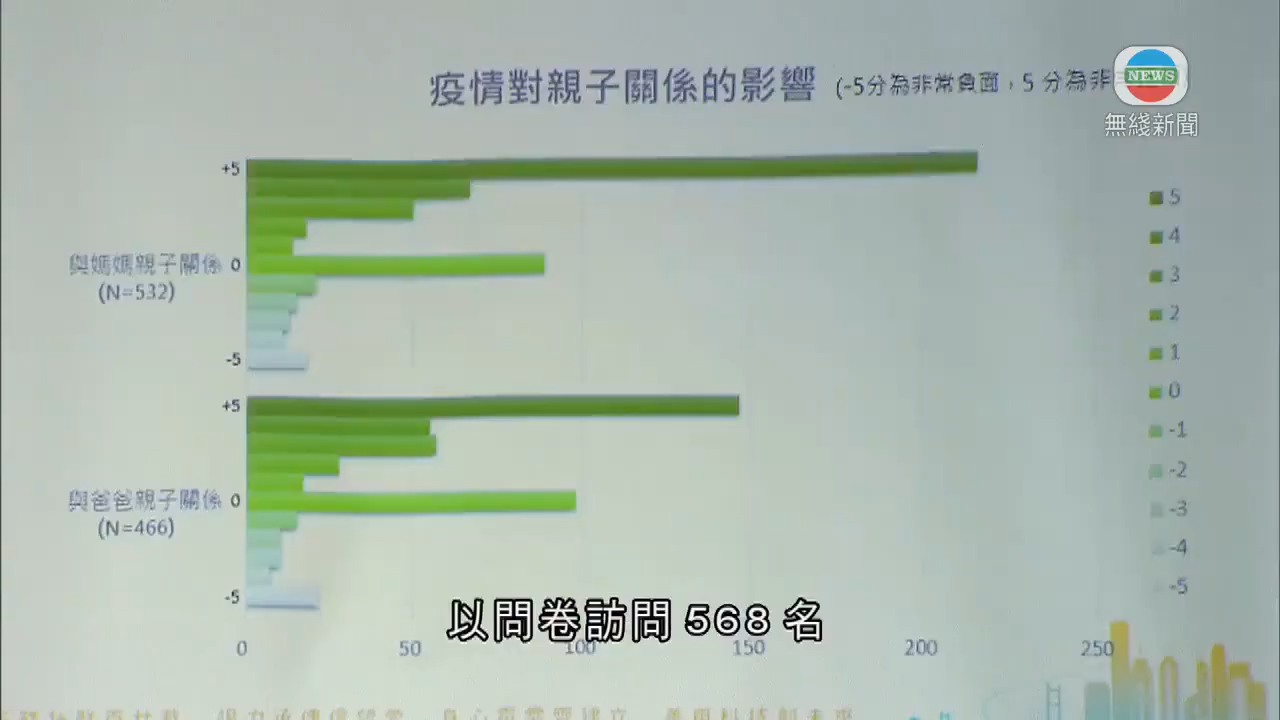 疫情對親子關係的影響 (-5分為非常負面，5 分為非
NEWS
無綫新聞
+5
與媽媽親子關係 0
(N=532)
-5
+5
與爸爸親子關係 0
(N=466)
-5
0 50 100 150 200 250
5
4
3
2
1
0
-1
-2
-3
-4
-5
以問卷訪問 568 名